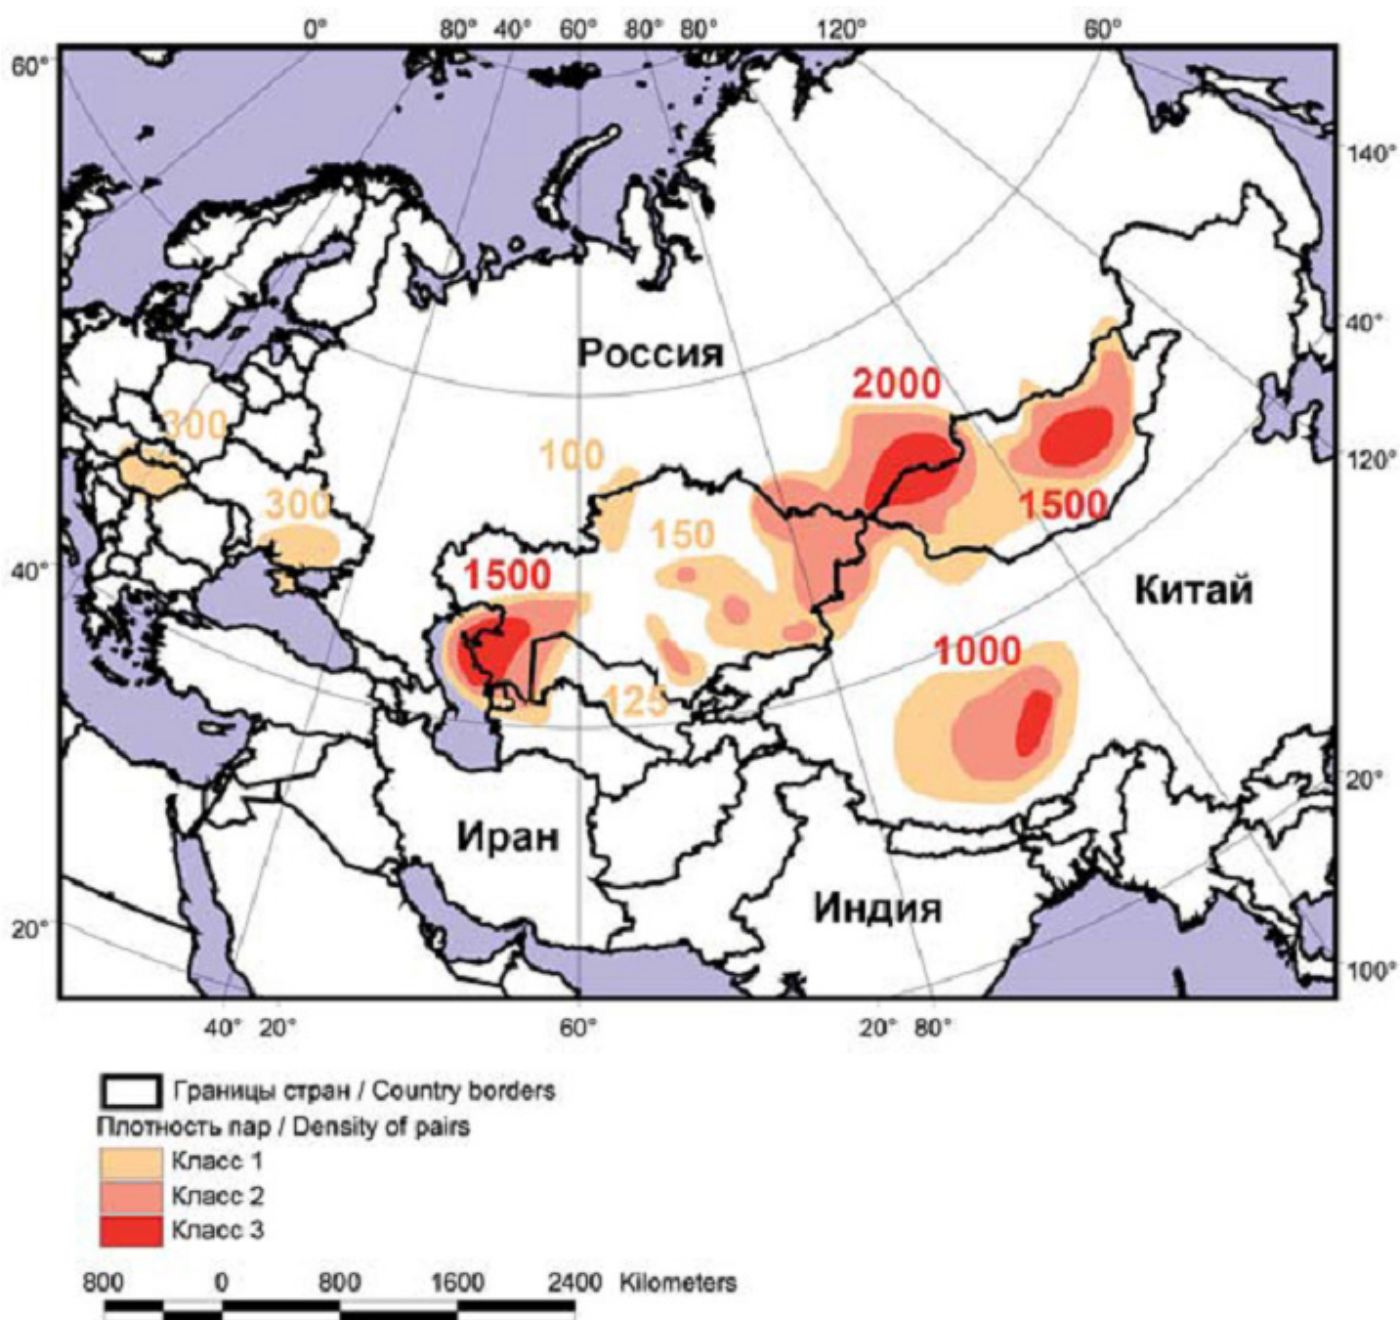 0° 80° 40° 60° 80° 80° 120° 60°
60°
140°
Россия
2000
40°
300
100
120°
300
1500
150
40°
1500
Китай
1000
125
20°
Иран
Индия
20°
100°
40° 20° 60° 20° 80°
Границы стран / Country borders
Плотность пар / Density of pairs
Класс 1
Класс 2
Класс 3
800 0 800 1600 2400 Kilometers